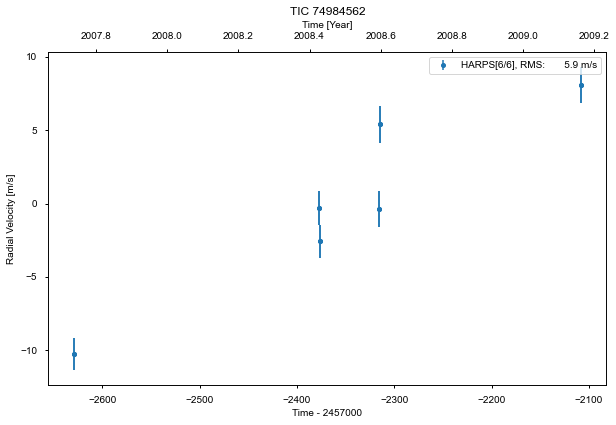 TIC 74984562
Time [Year]
2007.8 2008.0 2008.2 2008.4 2008.6 2008.8 2009.0 2009.2
HARPS[6/6], RMS: 5.9 m/s
10
5
0
−5
−10
Radial Velocity [m/s]
−2600 −2500 −2400 −2300 −2200 −2100
Time - 2457000